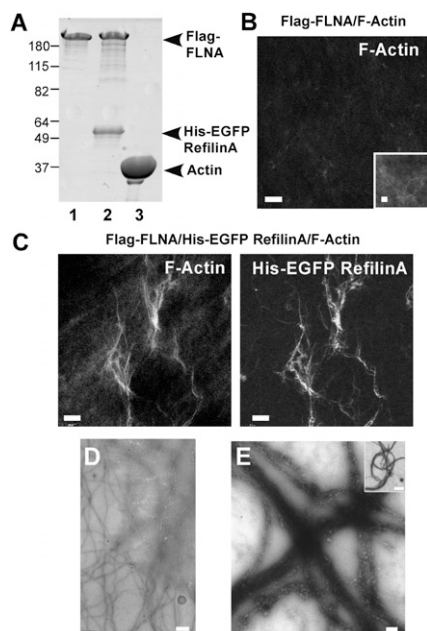 A
180
115
82
64
49
37
Flag-
FLNA
His-EGFP
RefilinA
Actin
1 2 3
B
Flag-FLNA/F-Actin
F-Actin
C
Flag-FLNA/His-EGFP RefilinA/F-Actin
F-Actin
His-EGFP RefilinA
D
E